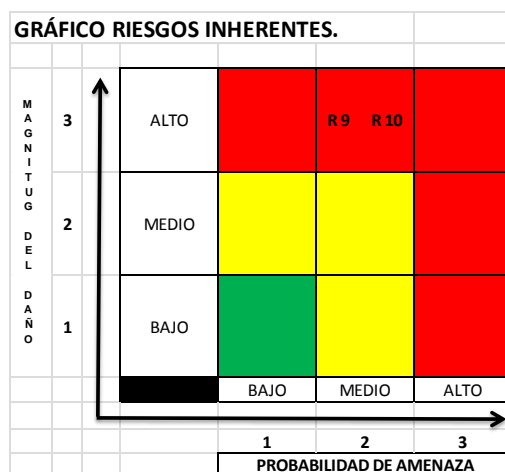 GRÁFICO RIESGOS INHERENTES.
MAGNITUG DEL DAÑO
3 ALTO R 9 R 10
2 MEDIO
1 BAJO
BAJO MEDIO ALTO
1 2 3
PROBABILIDAD DE AMENAZA